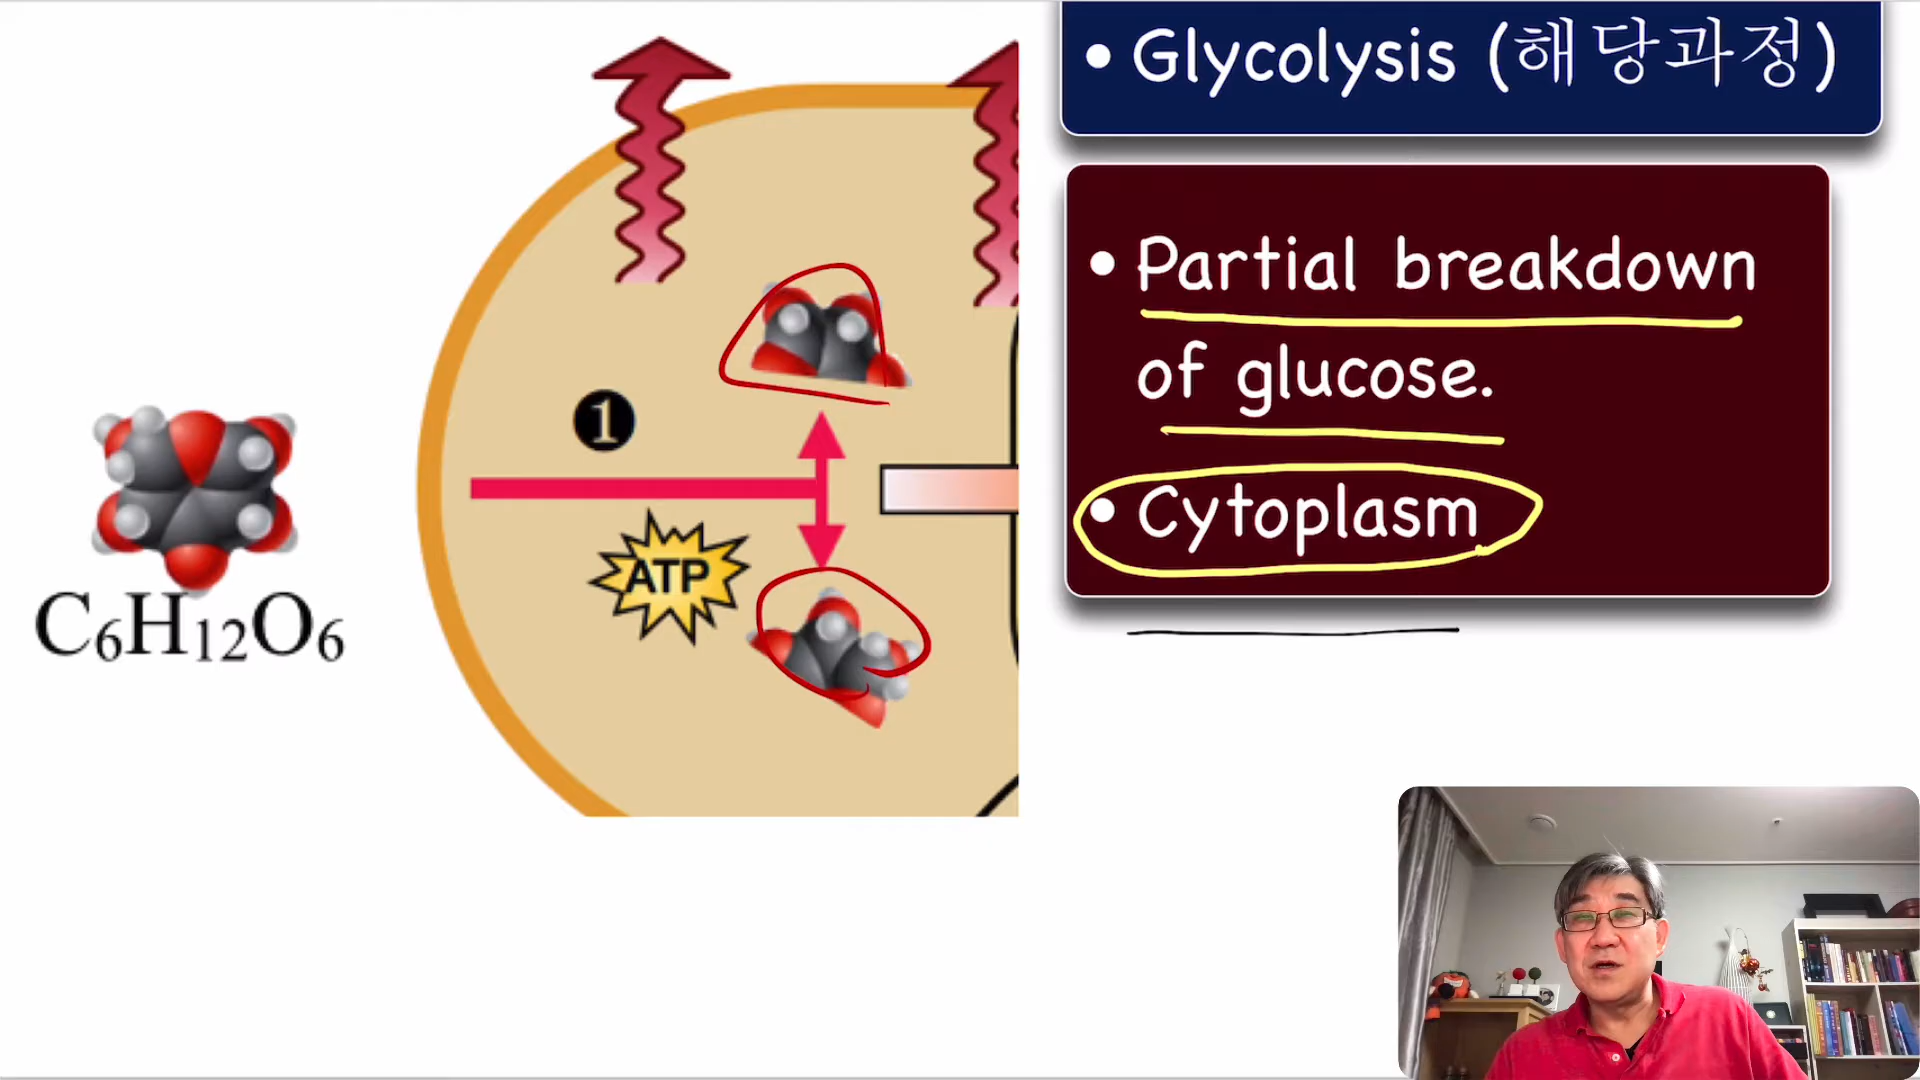 • Glycolysis (해당과정)
• Partial breakdown
of glucose.
• Cytoplasm
1
ATP
C₆H₁₂O₆